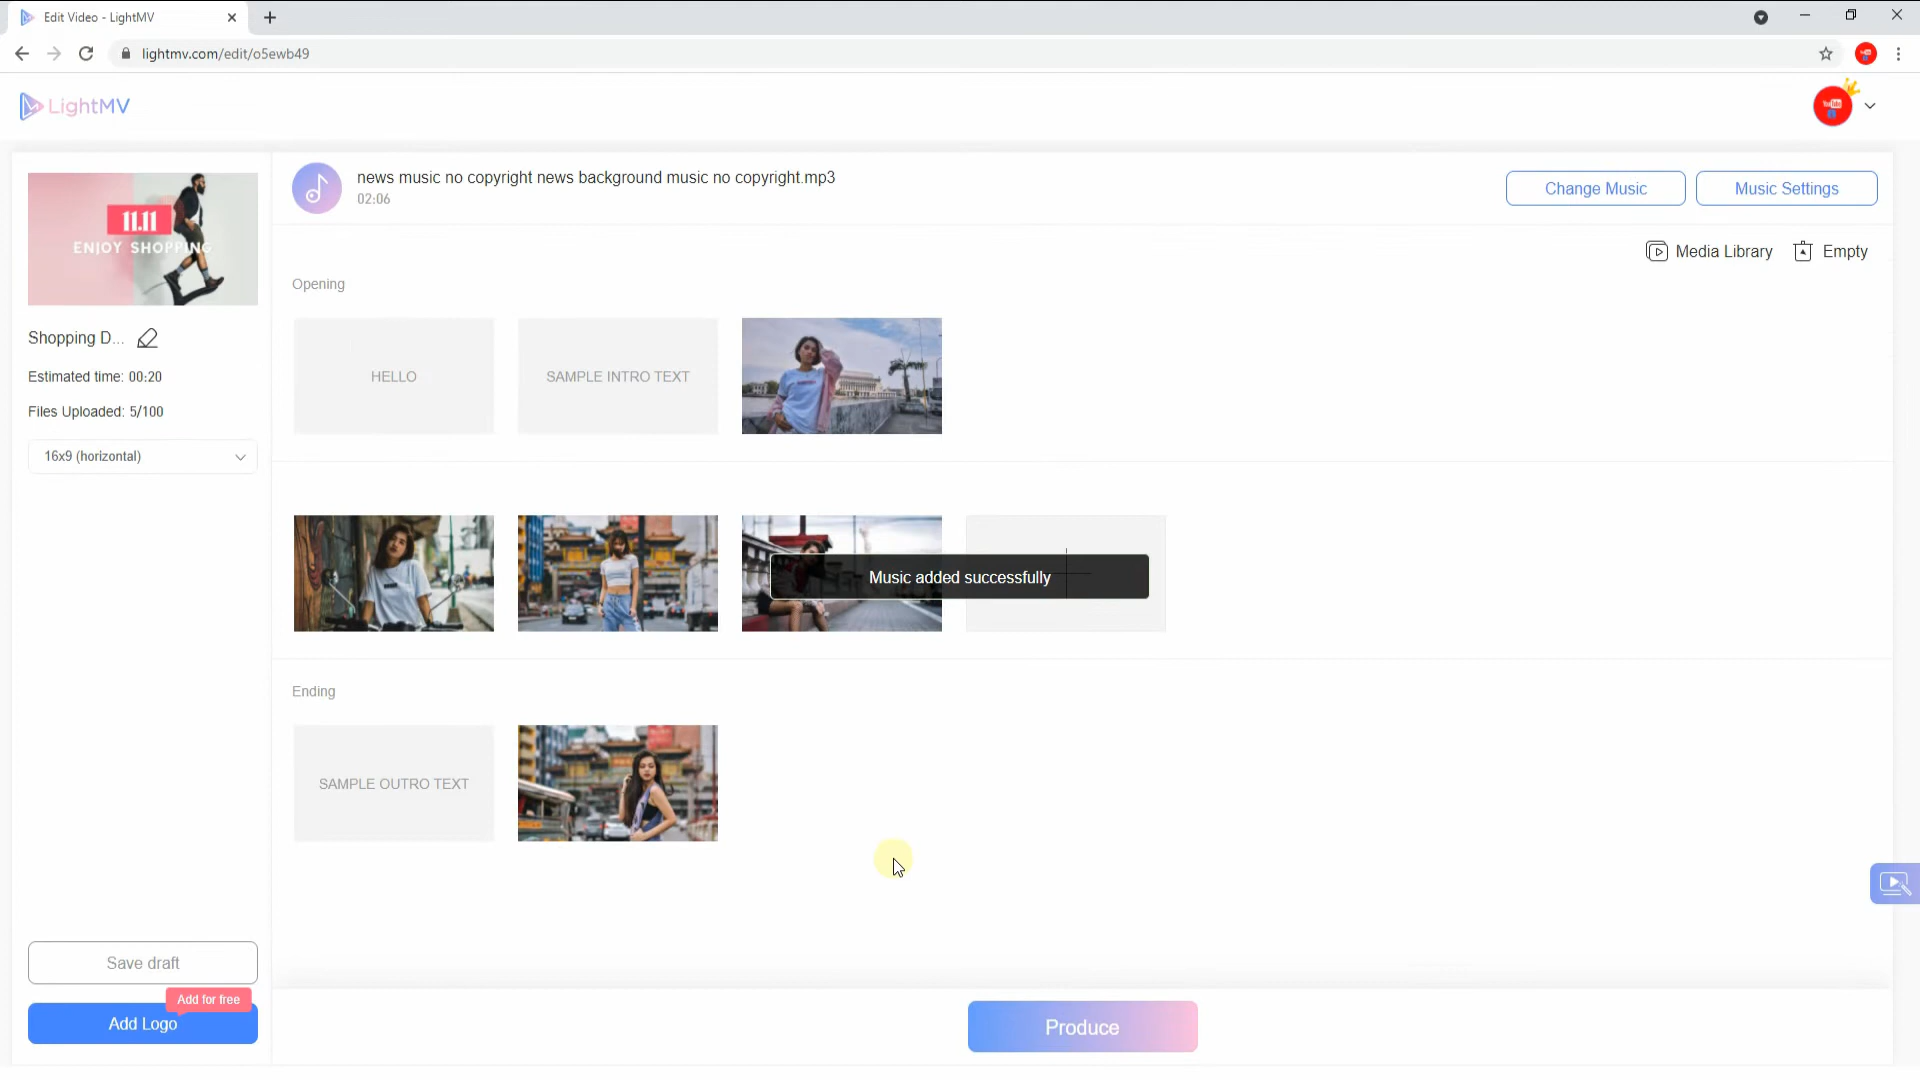 Edit Video - LightMV
lightmv.com/edit/o5ewb49
LightMV
11.11
ENJOY SHOPPING
Shopping D...
Estimated time: 00:20
Files Uploaded: 5/100
16x9 (horizontal)
Save draft
Add for free
Add Logo
news music no copyright news background music no copyright.mp3
02:06
Change Music
Music Settings
Media Library
Empty
Opening
HELLO
SAMPLE INTRO TEXT
Music added successfully
Ending
SAMPLE OUTRO TEXT
Produce